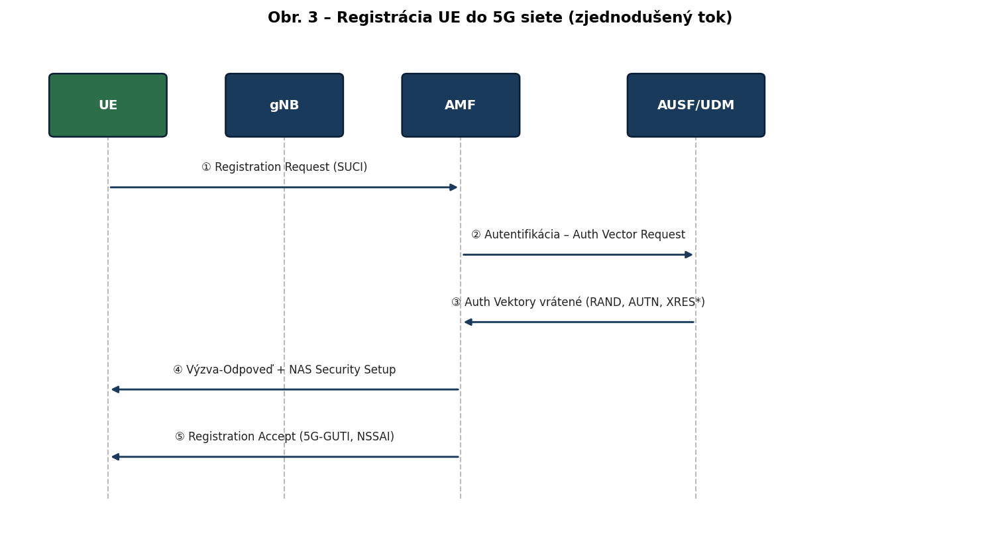 Obr. 3 – Registrácia UE do 5G siete (zjednodušený tok)
UE
gNB
AMF
AUSF/UDM
① Registration Request (SUCI)
② Autentifikácia – Auth Vector Request
③ Auth Vektory vrátené (RAND, AUTN, XRES*)
④ Výzva-Odpoveď + NAS Security Setup
⑤ Registration Accept (5G-GUTI, NSSAI)